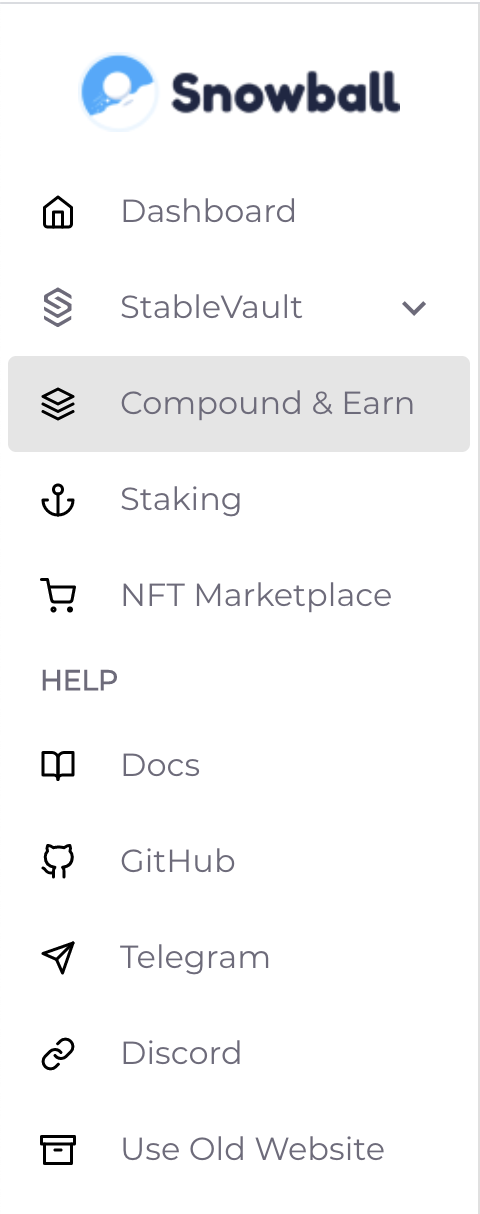 Snowball
Dashboard
StableVault
Compound & Earn
Staking
NFT Marketplace
HELP
Docs
GitHub
Telegram
Discord
Use Old Website